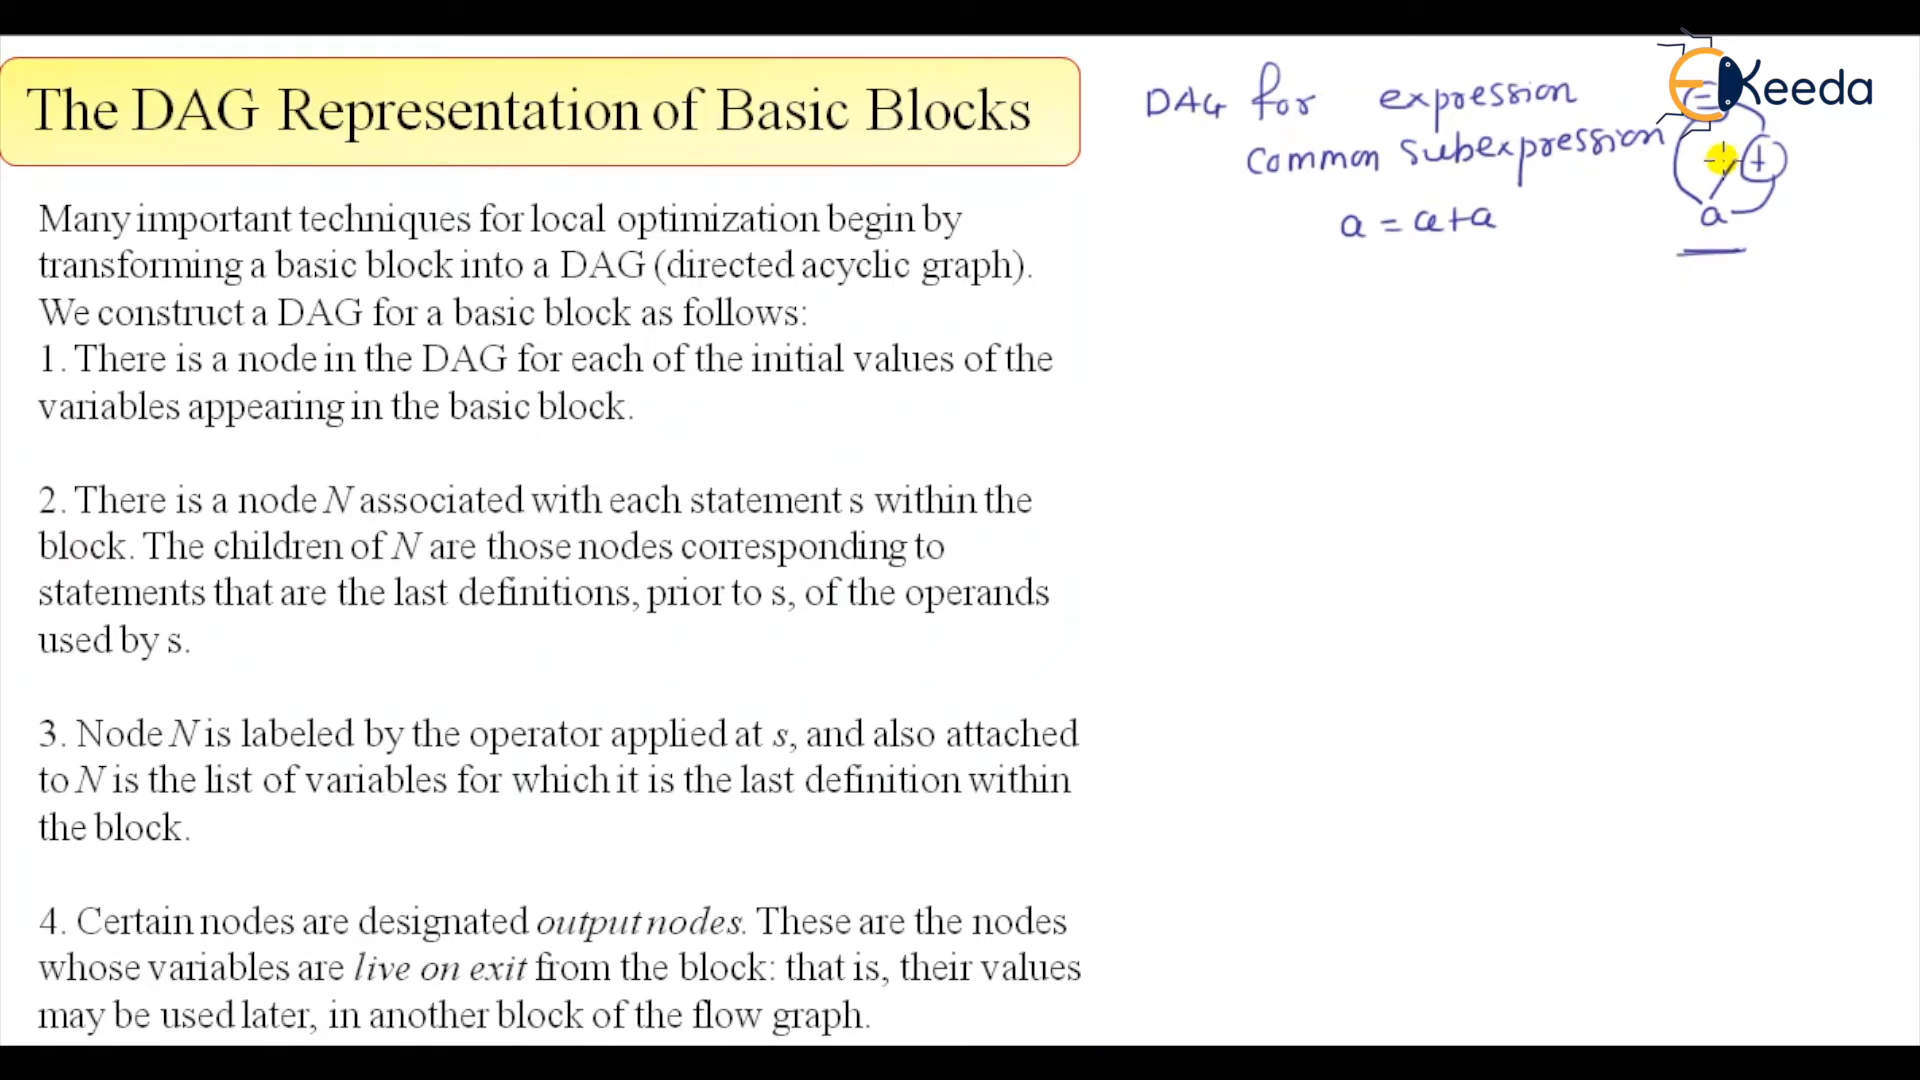 The DAG Representation of Basic Blocks
Many important techniques for local optimization begin by
transforming a basic block into a DAG (directed acyclic graph).
We construct a DAG for a basic block as follows:
1. There is a node in the DAG for each of the initial values of the
variables appearing in the basic block.
2. There is a node N associated with each statement s within the
block. The children of N are those nodes corresponding to
statements that are the last definitions, prior to s, of the operands
used by s.
3. Node N is labeled by the operator applied at s, and also attached
to N is the list of variables for which it is the last definition within
the block.
4. Certain nodes are designated output nodes. These are the nodes
whose variables are live on exit from the block: that is, their values
may be used later, in another block of the flow graph.
DAG for expression
common subexpression
a = a+a
=
+
a
Keeda